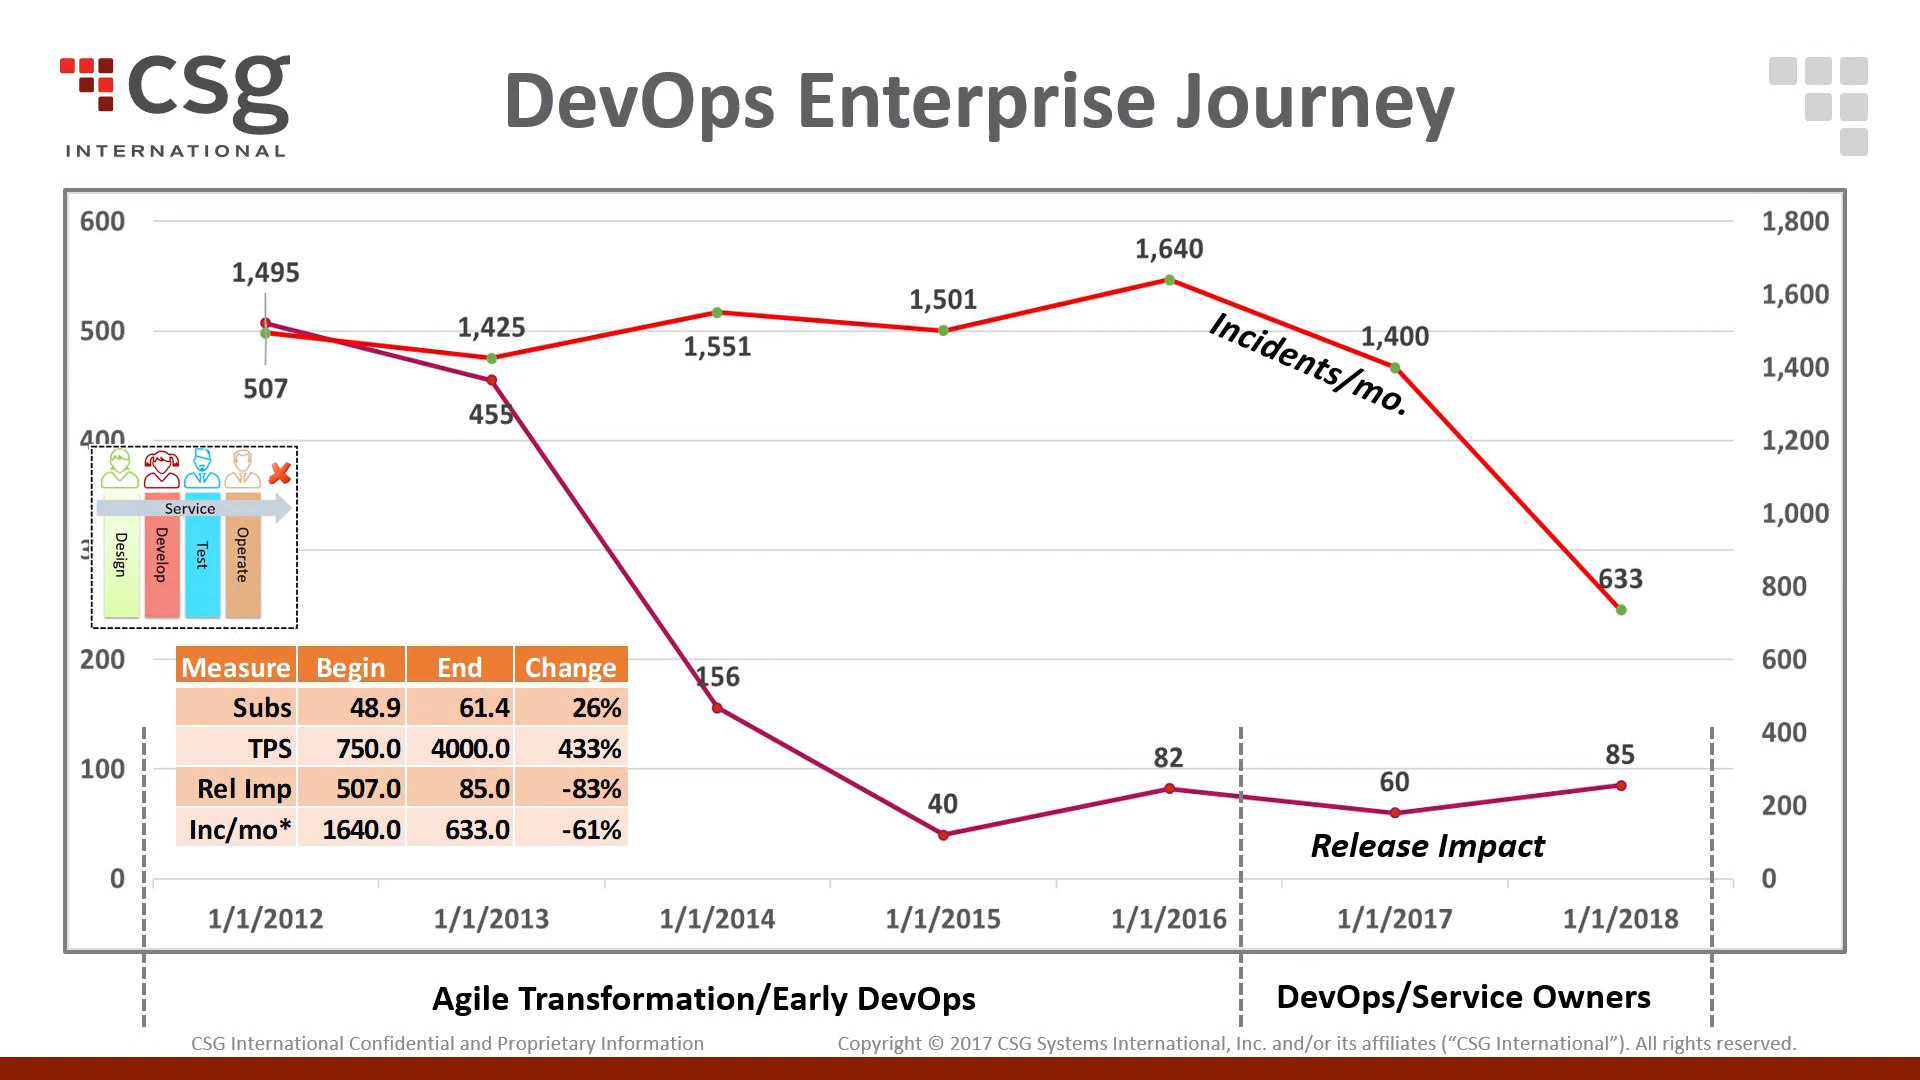 csg
INTERNATIONAL
DevOps Enterprise Journey
600
500
400
200
100
0
1,800
1,600
1,400
1,200
1,000
800
600
400
200
0
1,495
507
1,425
455
1,551
156
1,501
40
1,640
82
1,400
60
633
85
Incidents/mo.
Release Impact
Service
Design
Develop
Test
Operate
Measure Begin End Change
Subs 48.9 61.4 26%
TPS 750.0 4000.0 433%
Rel Imp 507.0 85.0 -83%
Inc/mo* 1640.0 633.0 -61%
1/1/2012 1/1/2013 1/1/2014 1/1/2015 1/1/2016 1/1/2017 1/1/2018
Agile Transformation/Early DevOps
DevOps/Service Owners
CSG International Confidential and Proprietary Information
Copyright © 2017 CSG Systems International, Inc. and/or its affiliates (“CSG International”). All rights reserved.